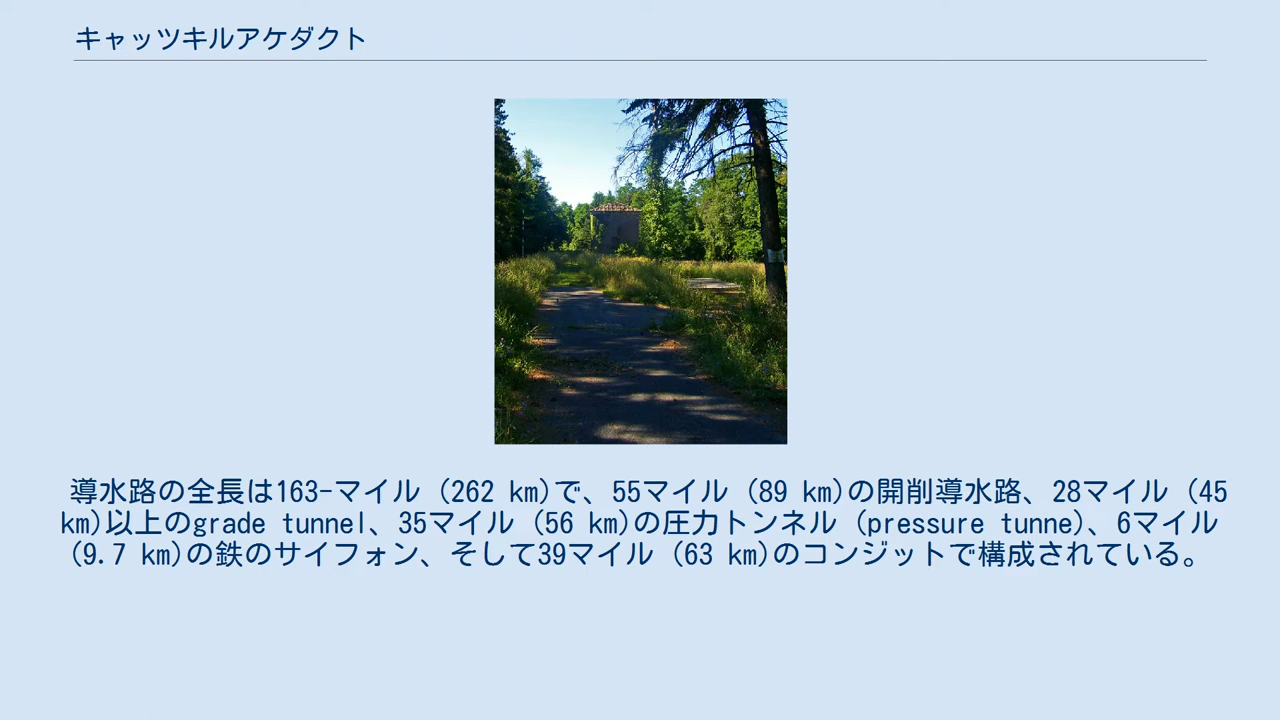 キャッツキルアケダクト
導水路の全長は163-マイル (262 km)で、55マイル (89 km)の開削導水路、28マイル (45
km)以上のgrade tunnel、35マイル (56 km)の圧力トンネル (pressure tunne)、6マイル
(9.7 km)の鉄のサイフォン、そして39マイル (63 km)のコンジットで構成されている。